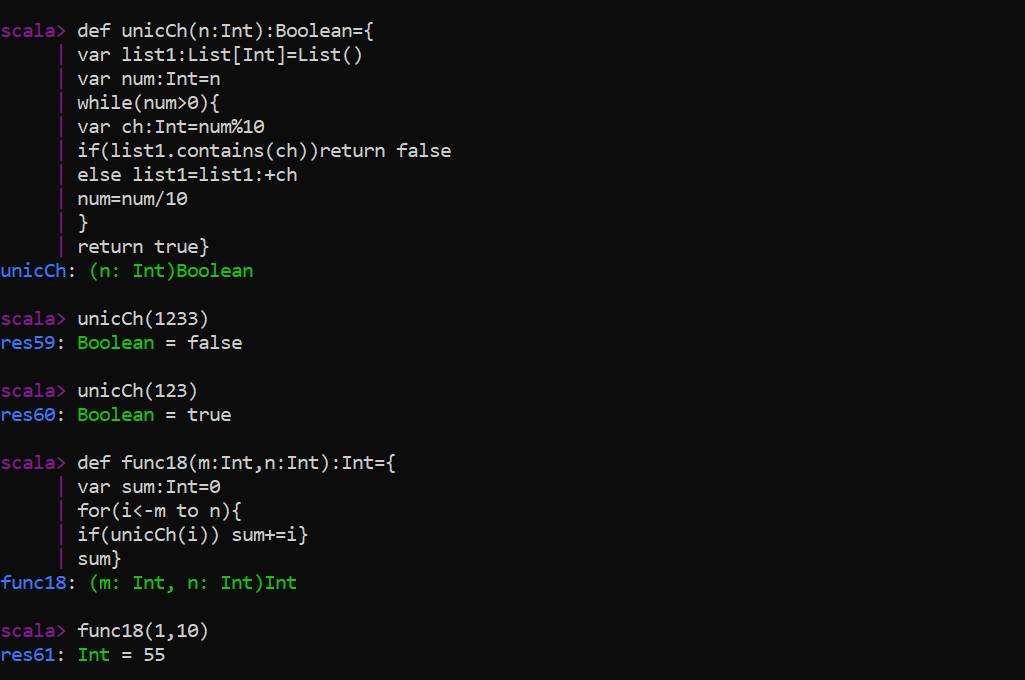 scala> def unicCh(n:Int):Boolean={
| var list1:List[Int]=List()
| var num:Int=n
| while(num>0){
| var ch:Int=num%10
| if(list1.contains(ch))return false
| else list1=list1:+ch
| num=num/10
| }
| return true}
unicCh: (n: Int)Boolean
scala> unicCh(1233)
res59: Boolean = false
scala> unicCh(123)
res60: Boolean = true
scala> def func18(m:Int,n:Int):Int={
| var sum:Int=0
| for(i<-m to n){
| if(unicCh(i)) sum+=i}
| sum}
func18: (m: Int, n: Int)Int
scala> func18(1,10)
res61: Int = 55